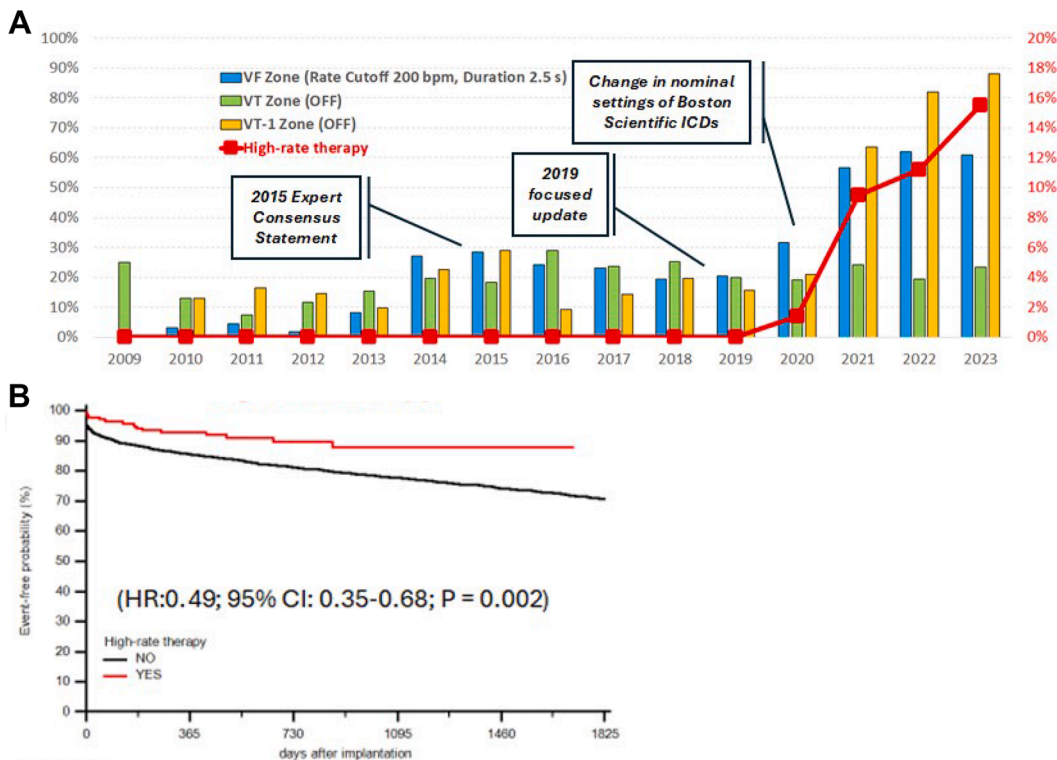 A
100%
90%
80%
70%
60%
50%
40%
30%
20%
10%
0%
VF Zone (Rate Cutoff 200 bpm, Duration 2.5 s)
VT Zone (OFF)
VT-1 Zone (OFF)
High-rate therapy
2015 Expert
Consensus
Statement
2019
focused
update
Change in nominal
settings of Boston
Scientific ICDs
20%
18%
16%
14%
12%
10%
8%
6%
4%
2%
0%
2009 2010 2011 2012 2013 2014 2015 2016 2017 2018 2019 2020 2021 2022 2023
B
Event-free probability (%)
100
90
80
70
60
50
40
30
20
10
0
(HR:0.49; 95% CI: 0.35-0.68; P = 0.002)
High-rate therapy
NO
YES
0 365 730 1095 1460 1825
days after implantation